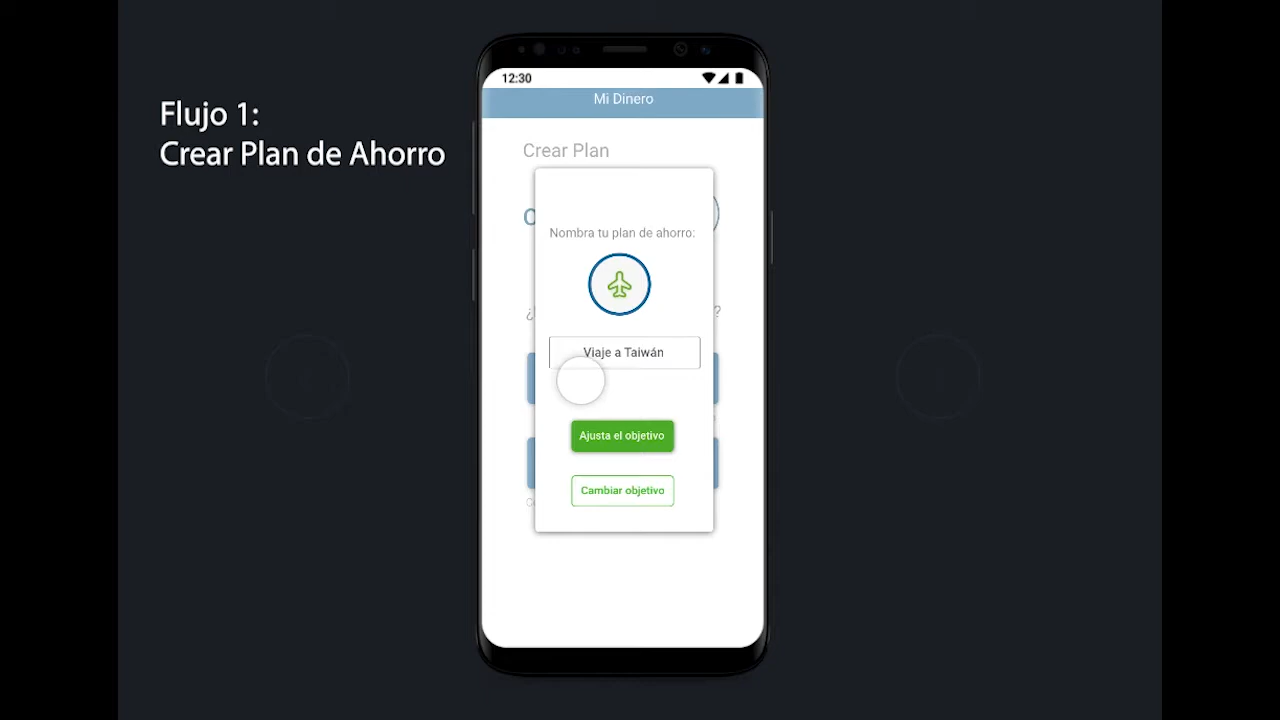 Flujo 1:
Crear Plan de Ahorro
12:30
Mi Dinero
Crear Plan
Nombra tu plan de ahorro:
¿
?
Viaje a Taiwán
Ajusta el objetivo
Cambiar objetivo